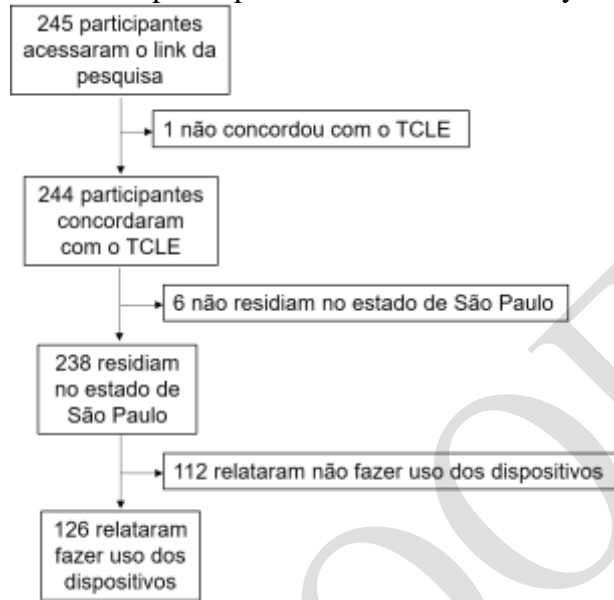 245 participantes
acessaram o link da
pesquisa
1 não concordou com o TCLE
244 participantes
concordaram
com o TCLE
6 não residiam no estado de São Paulo
238 residiam
no estado de
São Paulo
112 relataram não fazer uso dos dispositivos
126 relataram
fazer uso dos
dispositivos